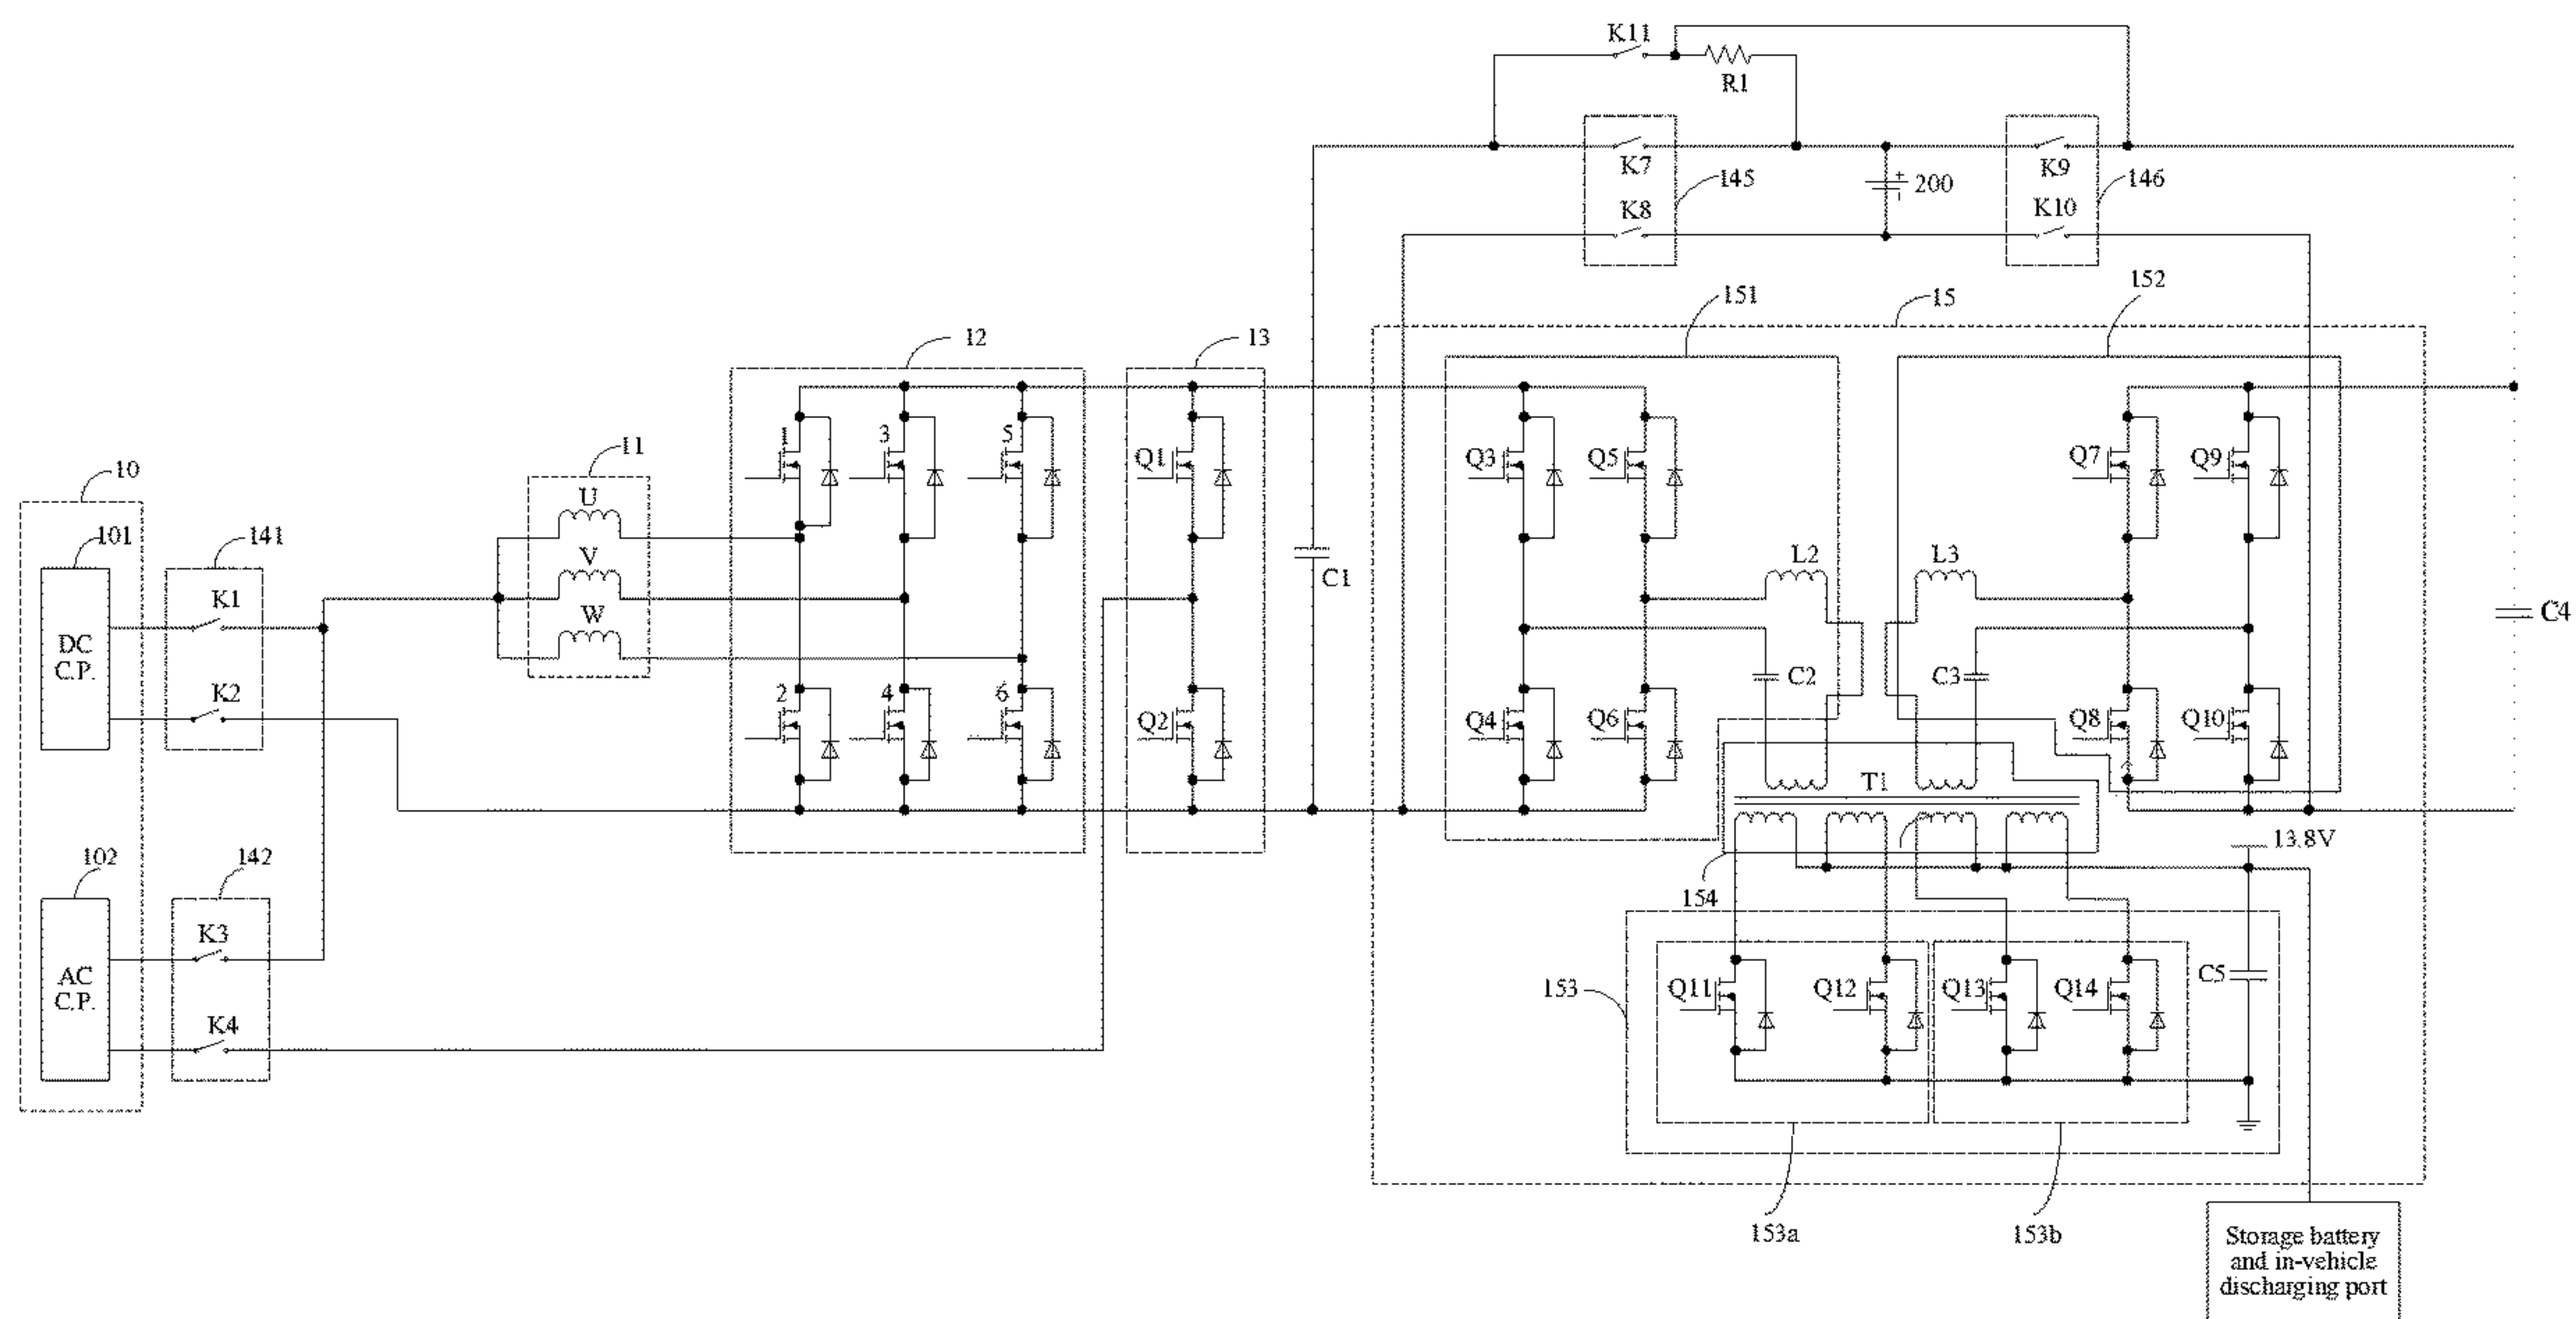 K11
R1
K7
145
200
K9
146
K8
K10
151
15
152
12
13
1
3
5
Q1
Q3
Q5
Q7
Q9
10
11
U
101
141
V
L2
L3
C1
K1
W
C4
DC
C.P.
K2
2
4
6
Q2
Q4
Q6
C2
C3
Q8
Q10
T1
13.8V
102
142
154
K3
AC
C.P.
K4
153
Q11
Q12
Q13
Q14
C5
153a
153b
Storage battery
and in-vehicle
discharging port